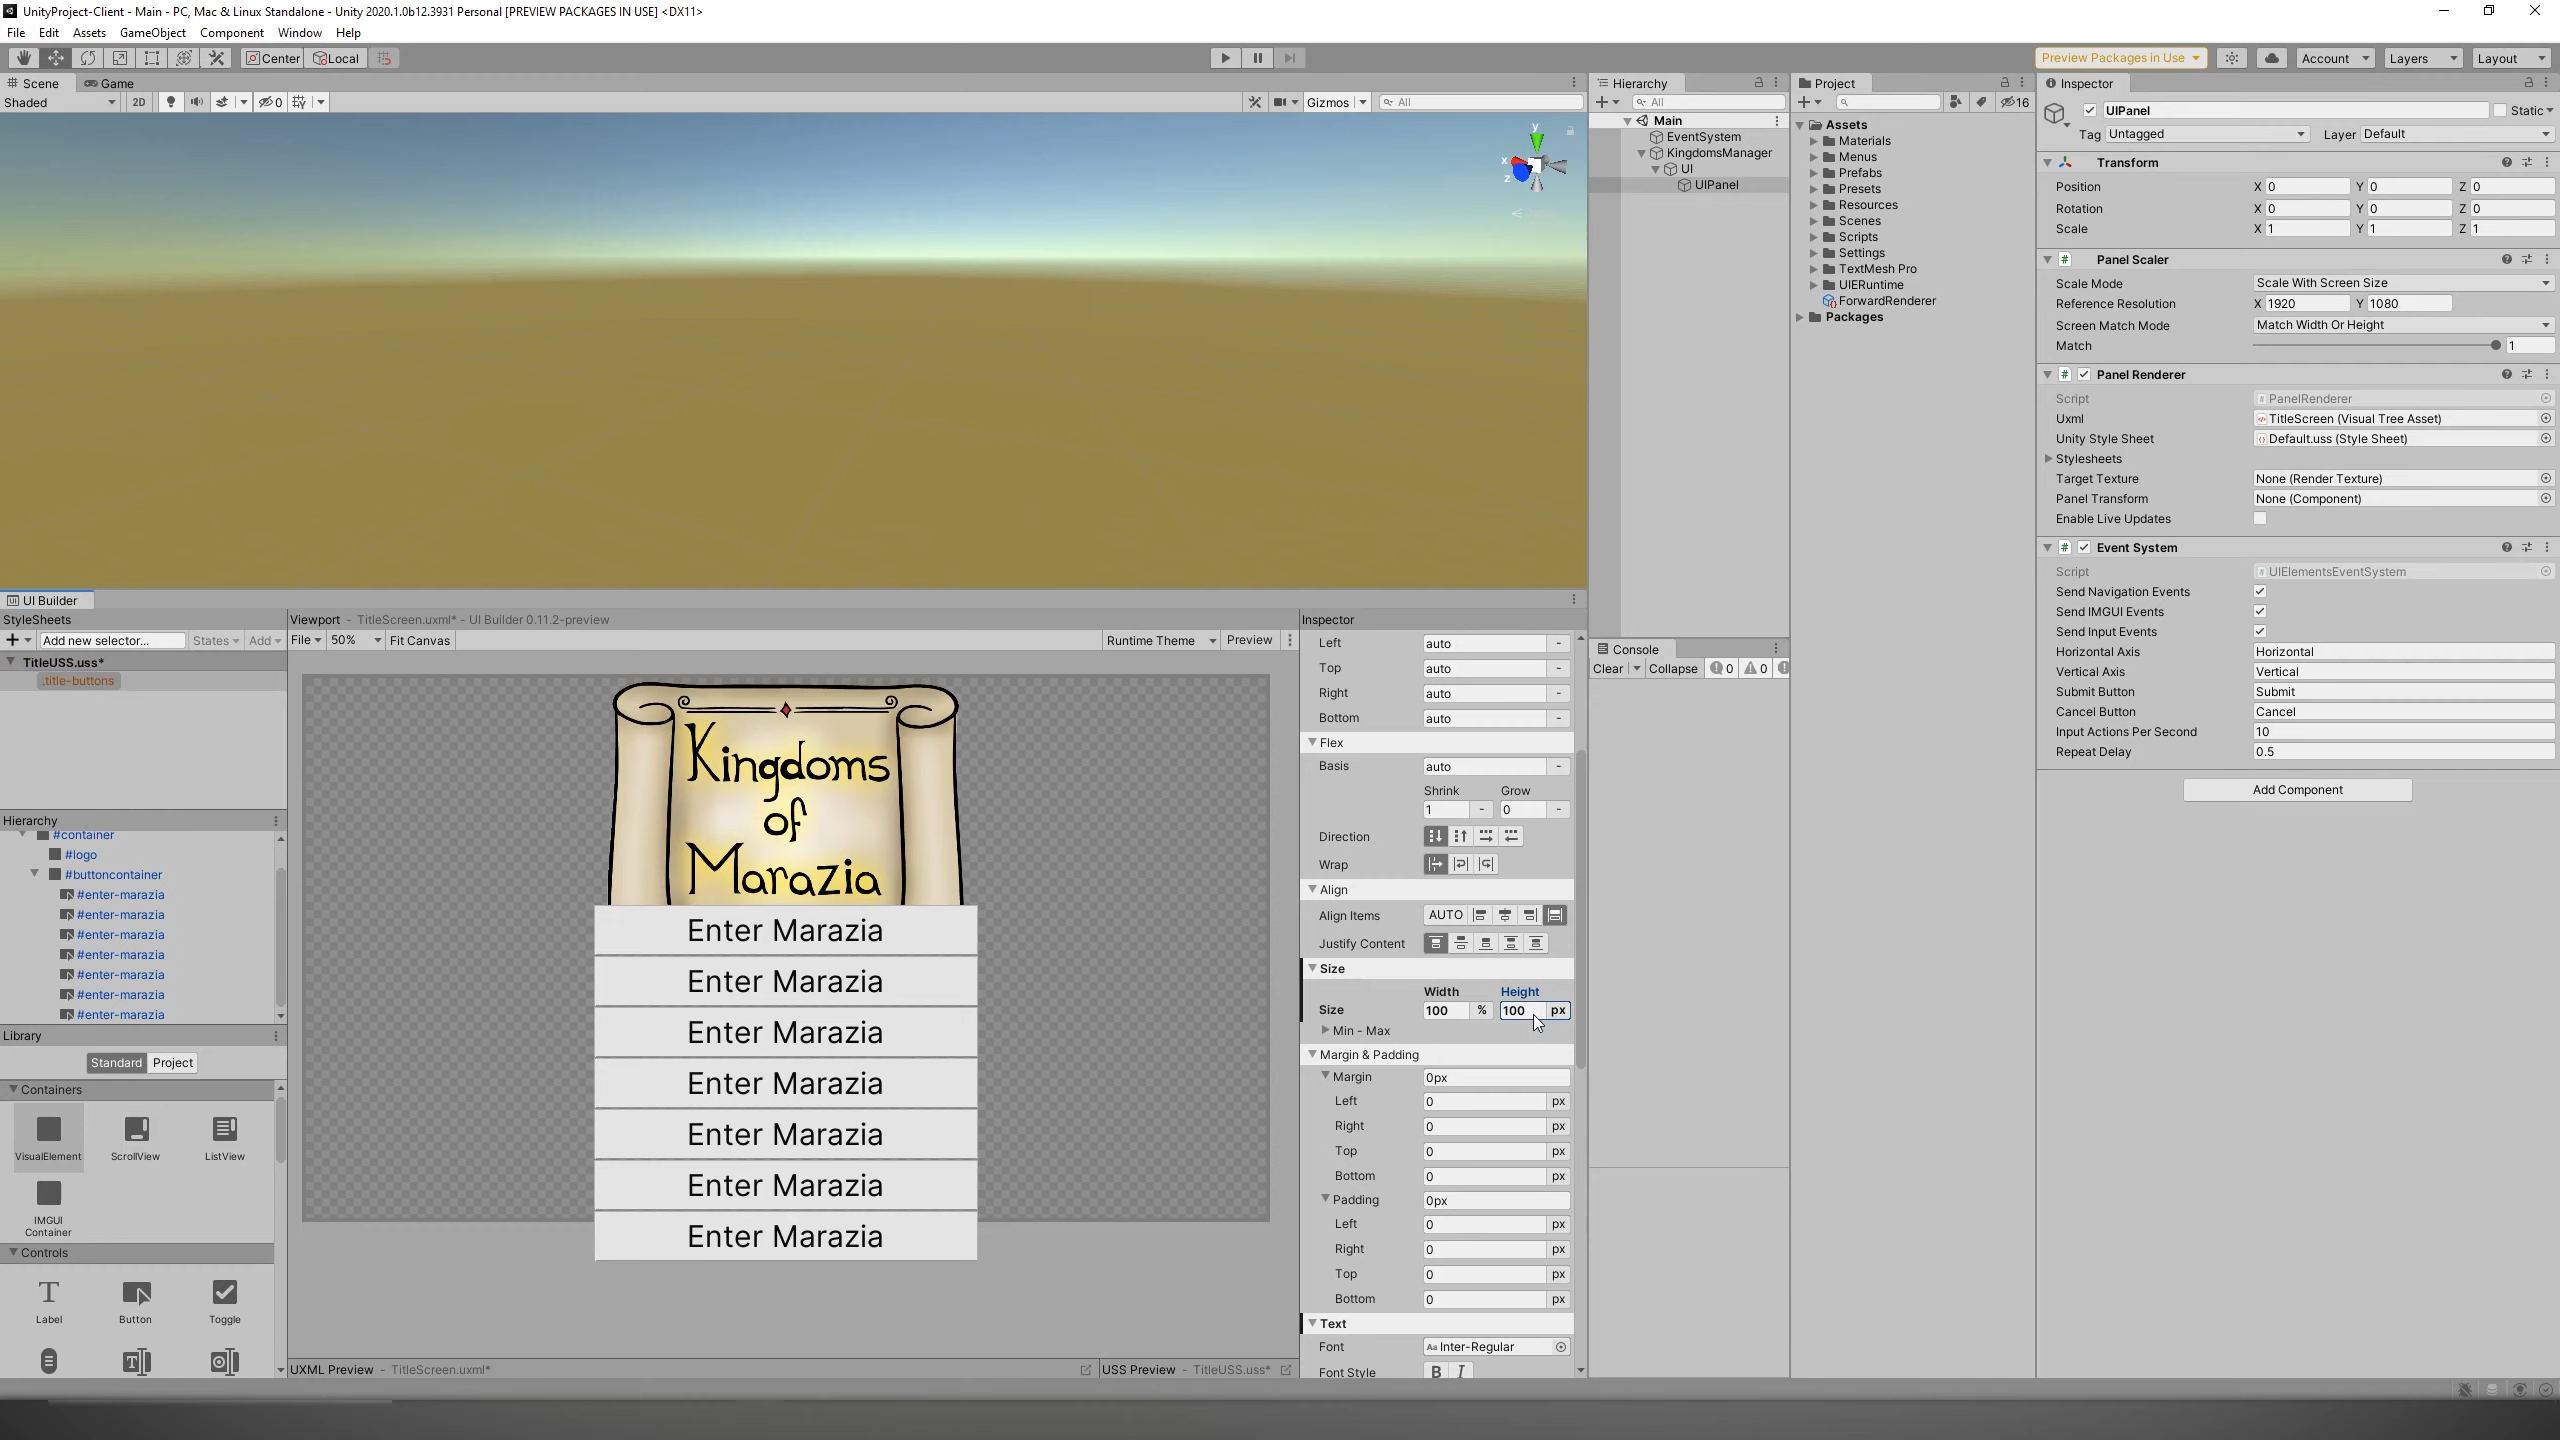 UnityProject-Client - Main - PC, Mac & Linux Standalone - Unity 2020.1.0b12.3931 Personal [PREVIEW PACKAGES IN USE] <DX11>
File Edit Assets GameObject Component Window Help
Center Local
Preview Packages in Use Account Layers Layout
Scene Game
Shaded 2D 0 Gizmos All
y
x
z
Hierarchy
All
Main
EventSystem
KingdomsManager
UI
UIPanel
Project
16
Assets
Materials
Menus
Prefabs
Presets
Resources
Scenes
Scripts
Settings
TextMesh Pro
UIERuntime
ForwardRenderer
Packages
Console
Clear Collapse 0 0
Inspector
UIPanel Static
Tag Untagged Layer Default
Transform
Position X 0 Y 0 Z 0
Rotation X 0 Y 0 Z 0
Scale X 1 Y 1 Z 1
Panel Scaler
Scale Mode Scale With Screen Size
Reference Resolution X 1920 Y 1080
Screen Match Mode Match Width Or Height
Match 1
Panel Renderer
Script PanelRenderer
Uxml TitleScreen (Visual Tree Asset)
Unity Style Sheet Default.uss (Style Sheet)
Stylesheets
Target Texture None (Render Texture)
Panel Transform None (Component)
Enable Live Updates
Event System
Script UIElementsEventSystem
Send Navigation Events
Send IMGUI Events
Send Input Events
Horizontal Axis Horizontal
Vertical Axis Vertical
Submit Button Submit
Cancel Button Cancel
Input Actions Per Second 10
Repeat Delay 0.5
Add Component
UI Builder
StyleSheets
Add new selector... States Add
TitleUSS.uss*
.title-buttons
Hierarchy
#container
#logo
#buttoncontainer
#enter-marazia
#enter-marazia
#enter-marazia
#enter-marazia
#enter-marazia
#enter-marazia
#enter-marazia
Library
Standard Project
Containers
VisualElement ScrollView ListView
IMGUI
Container
Controls
Label Button Toggle
Viewport - TitleScreen.uxml* - UI Builder 0.11.2-preview
File 50% Fit Canvas Runtime Theme Preview
Kingdoms
of
Marazia
Enter Marazia
Enter Marazia
Enter Marazia
Enter Marazia
Enter Marazia
Enter Marazia
Enter Marazia
UXML Preview - TitleScreen.uxml* USS Preview - TitleUSS.uss*
Inspector
Left auto -
Top auto -
Right auto -
Bottom auto -
Flex
Basis auto -
Shrink Grow
1 - 0 -
Direction
Wrap
Align
Align Items AUTO
Justify Content
Size
Width Height
Size 100 % 100 px
Min - Max
Margin & Padding
Margin 0px
Left 0 px
Right 0 px
Top 0 px
Bottom 0 px
Padding 0px
Left 0 px
Right 0 px
Top 0 px
Bottom 0 px
Text
Font Aa Inter-Regular
Font Style B I